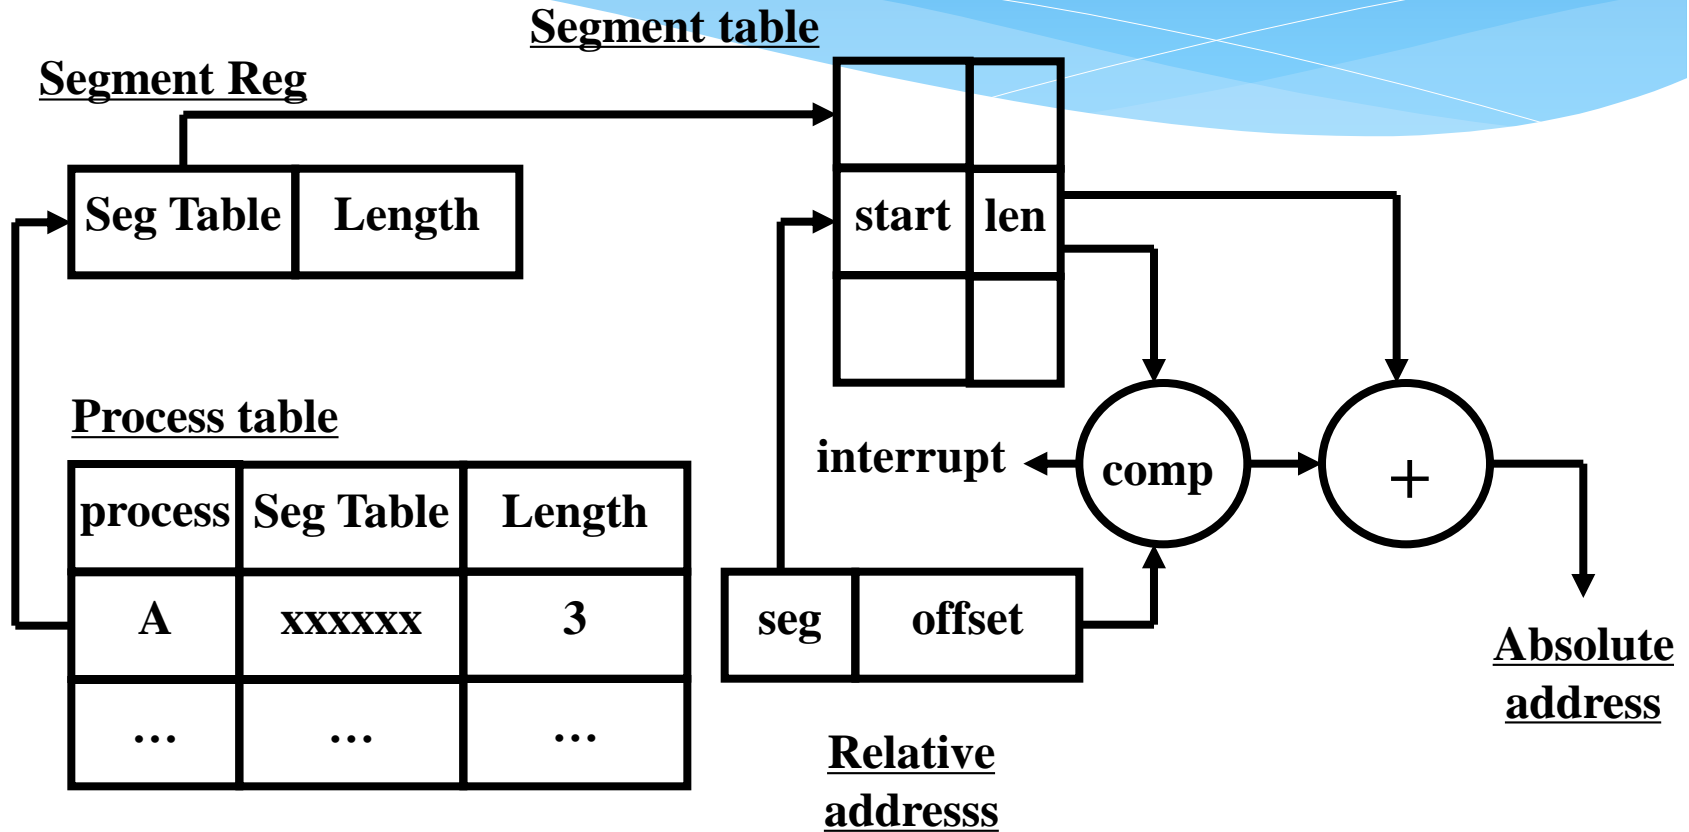 Segment table
Segment Reg
Seg Table Length
start len
Process table
process Seg Table Length
A xxxxxx 3
... ... ...
interrupt
comp
+
seg offset
Relative
addresss
Absolute
address